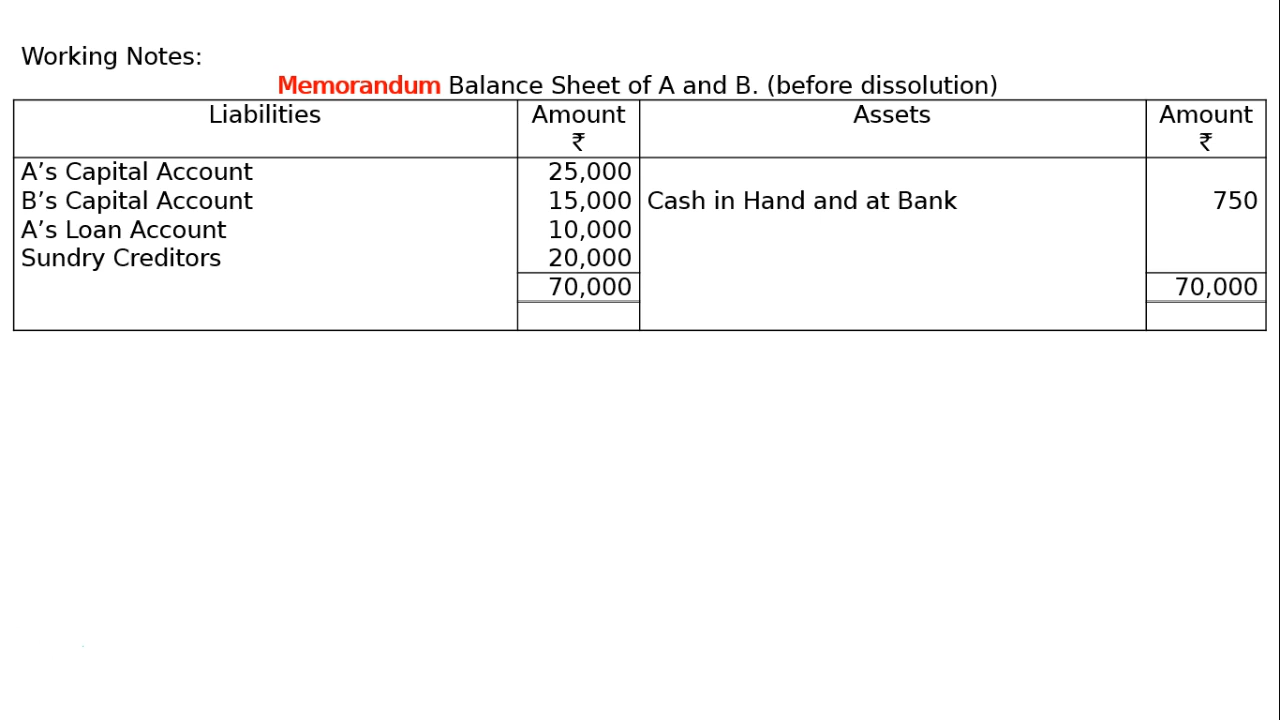 Working Notes:
Memorandum Balance Sheet of A and B. (before dissolution)
Liabilities Amount ₹ Assets Amount ₹
A’s Capital Account 25,000
B’s Capital Account 15,000 Cash in Hand and at Bank 750
A’s Loan Account 10,000
Sundry Creditors 20,000
70,000 70,000